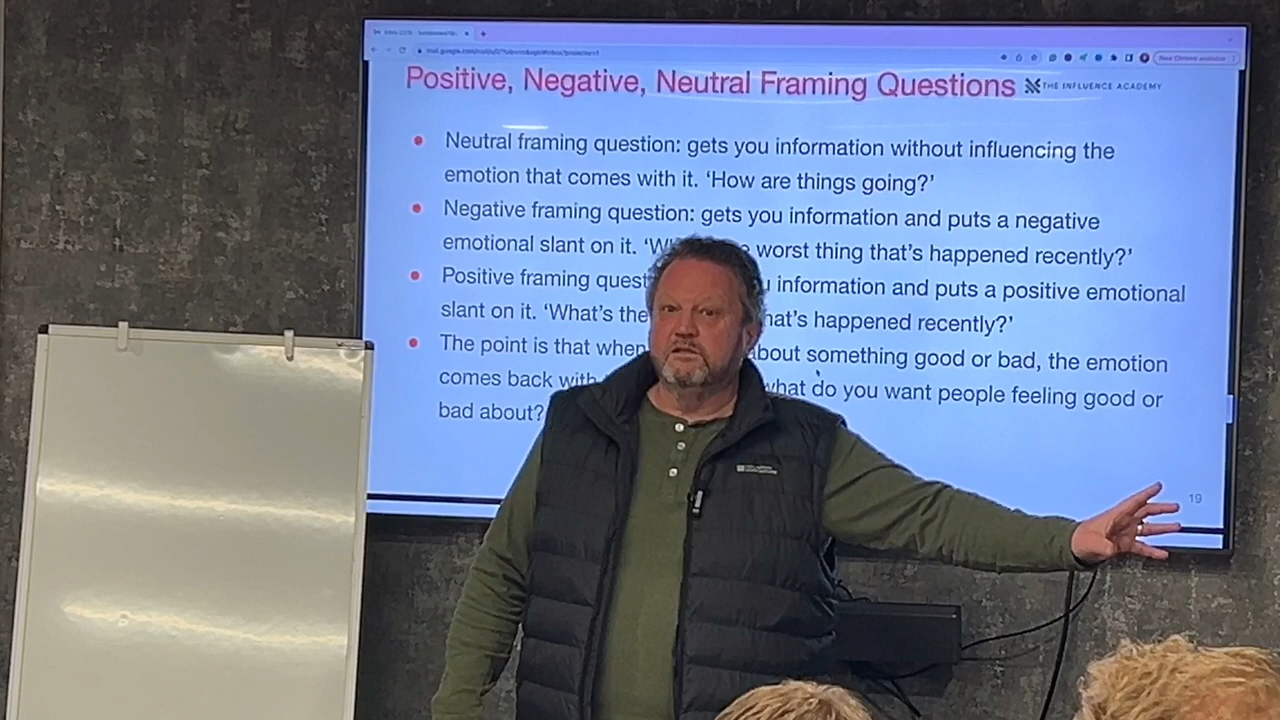 Positive, Negative, Neutral Framing Questions
THE INFLUENCE ACADEMY
New Chrome available
Neutral framing question: gets you information without influencing the
emotion that comes with it. ‘How are things going?’
Negative framing question: gets you information and puts a negative
emotional slant on it. worst thing that’s happened recently?’
Positive framing information and puts a positive emotional
slant on it. ‘What’s the happened recently?’
The point is that when about something good or bad, the emotion
comes back with what do you want people feeling good or
bad about?
19